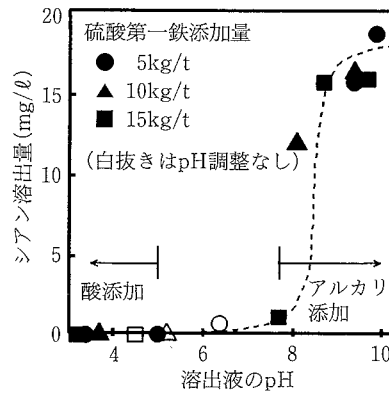 20
15
10
5
0
シアン溶出量(mg/ℓ)
硫酸第一鉄添加量
5kg/t
10kg/t
15kg/t
(白抜きはpH調整なし)
酸添加
アルカリ
添加
4
6
8
10
溶出液のpH